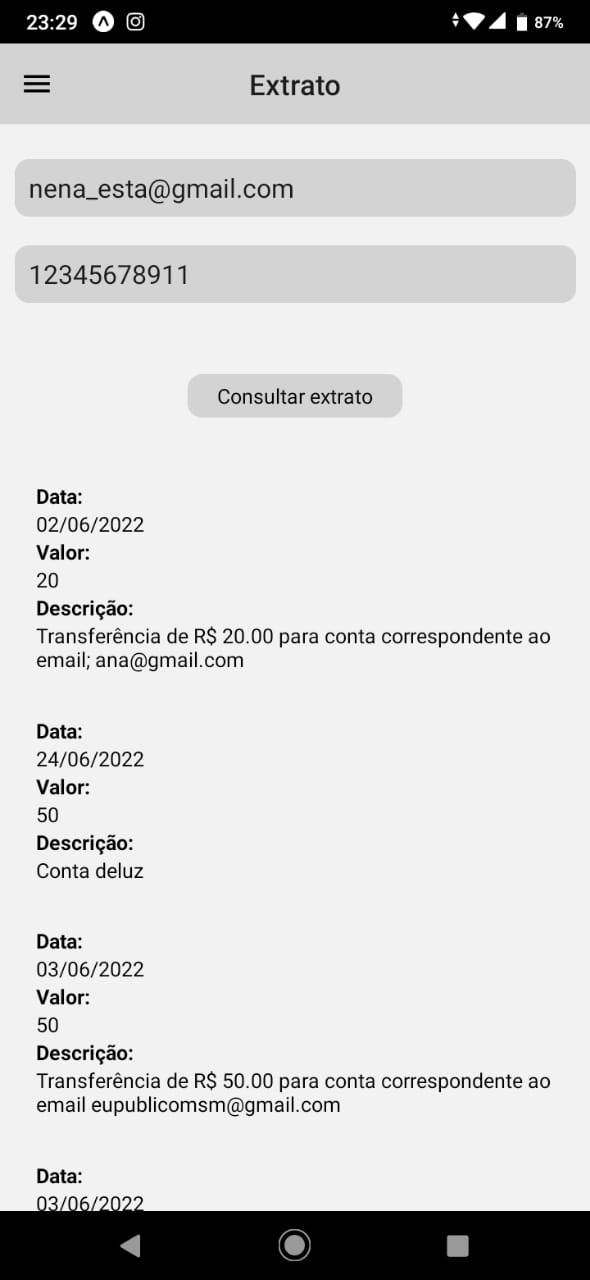 23:29
87%
Extrato
nena_esta@gmail.com
12345678911
Consultar extrato
Data:
02/06/2022
Valor:
20
Descrição:
Transferência de R$ 20.00 para conta correspondente ao
email; ana@gmail.com
Data:
24/06/2022
Valor:
50
Descrição:
Conta deluz
Data:
03/06/2022
Valor:
50
Descrição:
Transferência de R$ 50.00 para conta correspondente ao
email eupublicomsm@gmail.com
Data:
03/06/2022